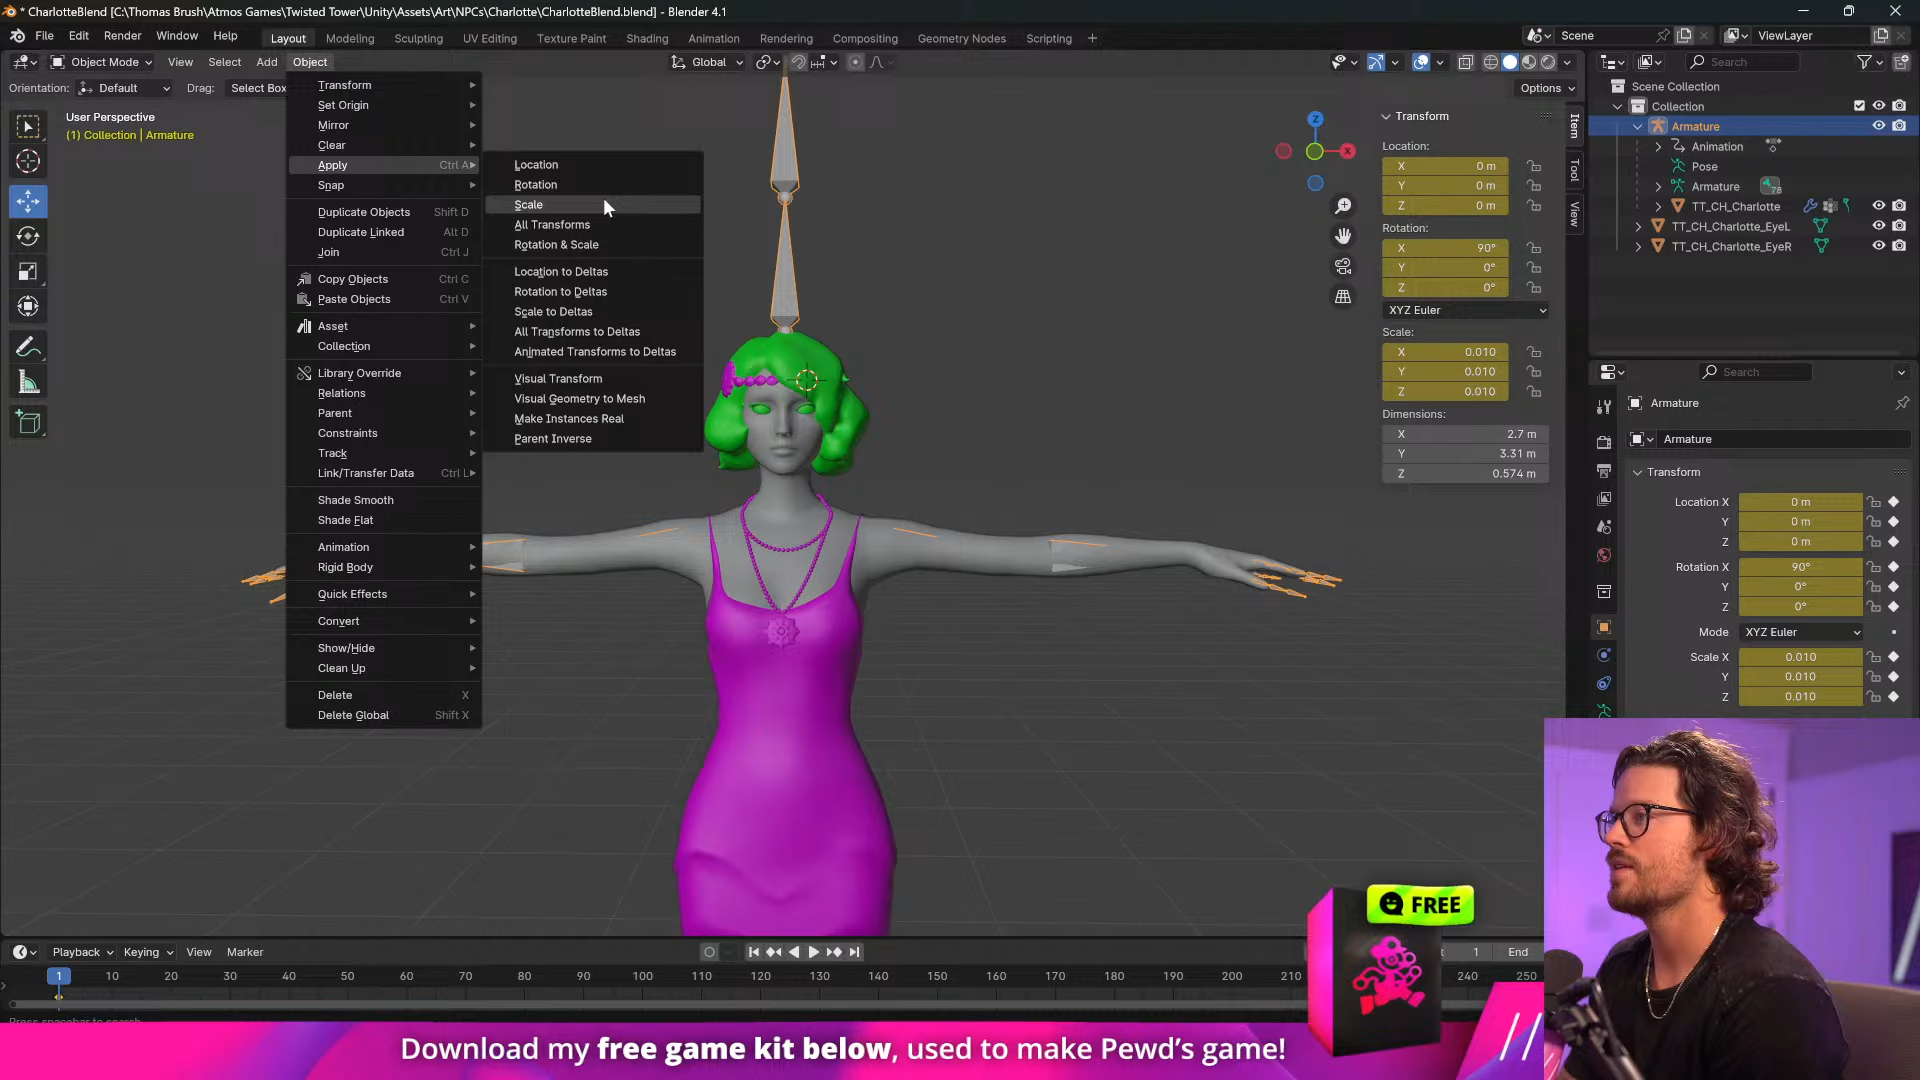 * CharlotteBlend [C:\Thomas Brush\Atmos Games\Twisted Tower\Unity\Assets\Art\NPCs\Charlotte\CharlotteBlend.blend] - Blender 4.1
File Edit Render Window Help Layout Modeling Sculpting UV Editing Texture Paint Shading Animation Rendering Compositing Geometry Nodes Scripting + Scene ViewLayer
Object Mode View Select Add Object Global Search
Orientation: Default Drag: Select Box Options
User Perspective
(1) Collection | Armature
Transform
Set Origin
Mirror
Clear
Apply Ctrl A
Snap
Duplicate Objects Shift D
Duplicate Linked Alt D
Join Ctrl J
Copy Objects Ctrl C
Paste Objects Ctrl V
Asset
Collection
Library Override
Relations
Parent
Constraints
Track
Link/Transfer Data Ctrl L
Shade Smooth
Shade Flat
Animation
Rigid Body
Quick Effects
Convert
Show/Hide
Clean Up
Delete X
Delete Global Shift X
Location
Rotation
Scale
All Transforms
Rotation & Scale
Location to Deltas
Rotation to Deltas
Scale to Deltas
All Transforms to Deltas
Animated Transforms to Deltas
Visual Transform
Visual Geometry to Mesh
Make Instances Real
Parent Inverse
Z
X
Transform
Location:
X 0 m
Y 0 m
Z 0 m
Rotation:
X 90°
Y 0°
Z 0°
XYZ Euler
Scale:
X 0.010
Y 0.010
Z 0.010
Dimensions:
X 2.7 m
Y 3.31 m
Z 0.574 m
Item
Tool
View
Scene Collection
Collection
Armature
Animation
Pose
Armature 78
TT_CH_Charlotte
TT_CH_Charlotte_EyeL
TT_CH_Charlotte_EyeR
Search
Armature
Armature
Transform
Location X 0 m
Y 0 m
Z 0 m
Rotation X 90°
Y 0°
Z 0°
Mode XYZ Euler
Scale X 0.010
Y 0.010
Z 0.010
Playback Keying View Marker 1 End
1 10 20 30 40 50 60 70 80 90 100 110 120 130 140 150 160 170 180 190 200 210 240 250
Press spacebar to search
FREE
Download my free game kit below, used to make Pewd's game! //